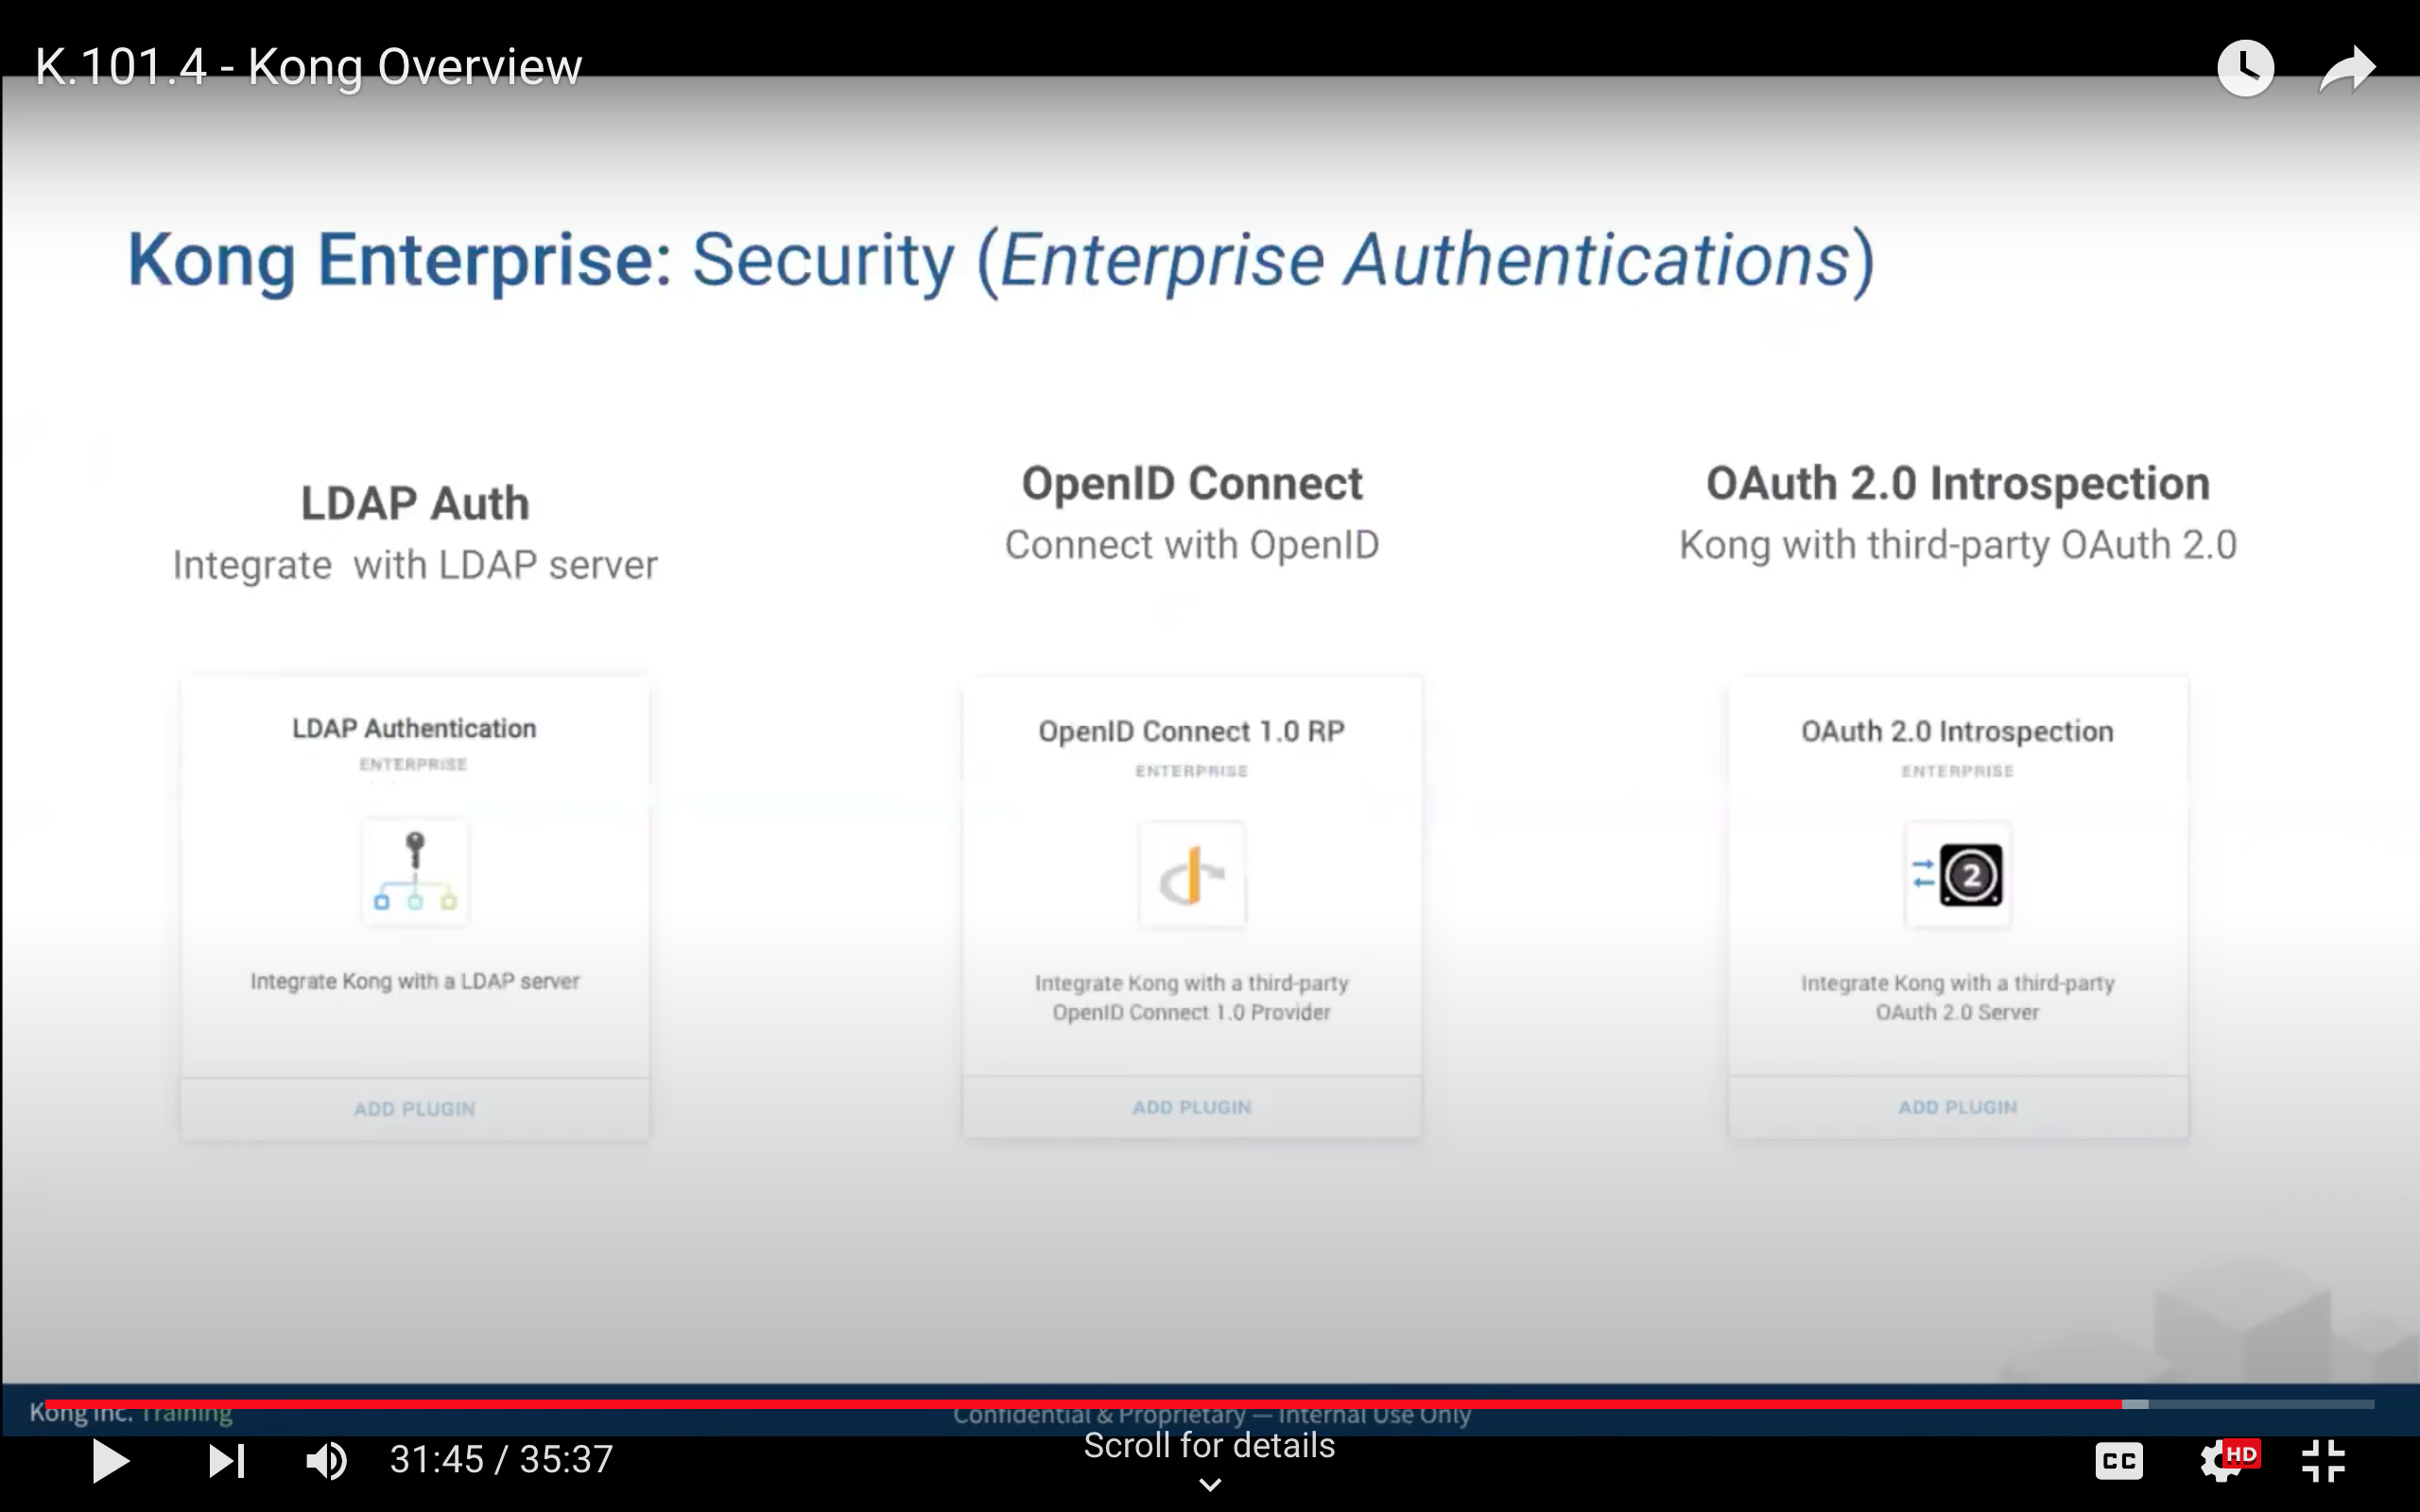 K.101.4 - Kong Overview
Kong Enterprise: Security (Enterprise Authentications)
LDAP Auth
Integrate with LDAP server
OpenID Connect
Connect with OpenID
OAuth 2.0 Introspection
Kong with third-party OAuth 2.0
LDAP Authentication
ENTERPRISE
Integrate Kong with a LDAP server
ADD PLUGIN
OpenID Connect 1.0 RP
ENTERPRISE
Integrate Kong with a third-party
OpenID Connect 1.0 Provider
ADD PLUGIN
OAuth 2.0 Introspection
ENTERPRISE
2
Integrate Kong with a third-party
OAuth 2.0 Server
ADD PLUGIN
Kong Inc. Training
Confidential & Proprietary — Internal Use Only
31:45 / 35:37
Scroll for details
CC
HD